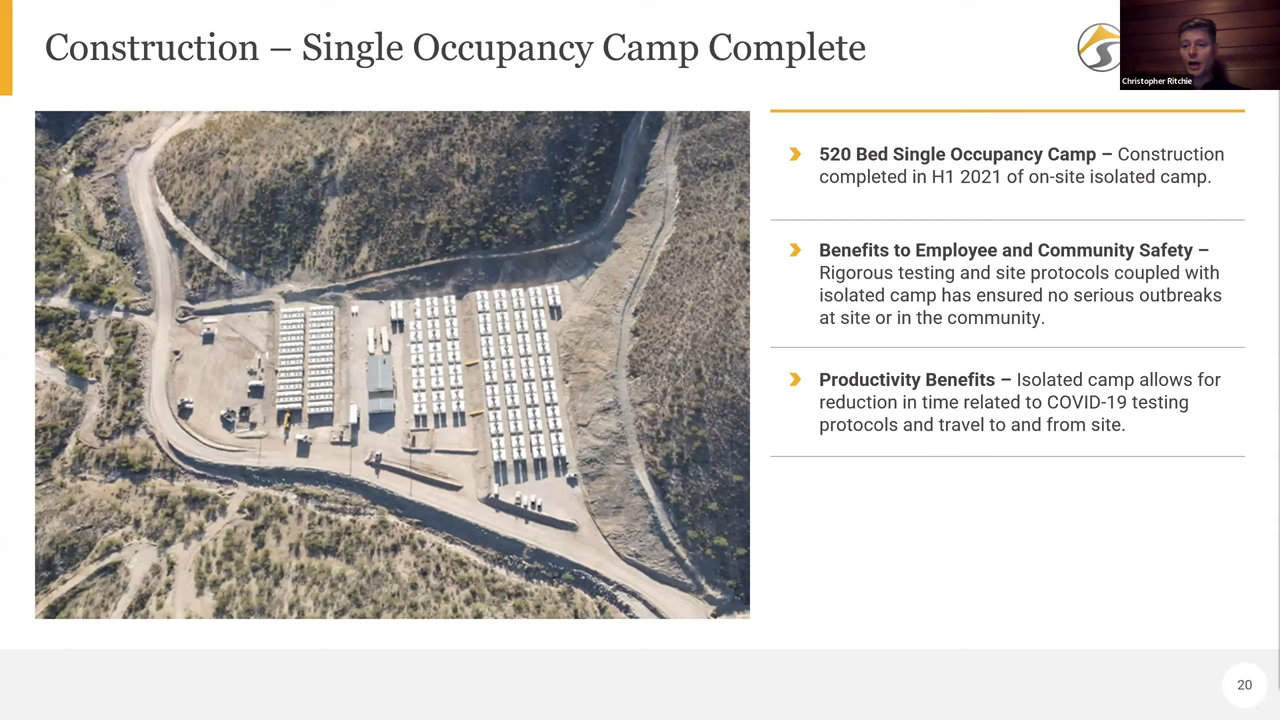 Construction – Single Occupancy Camp Complete
Christopher Ritchie
520 Bed Single Occupancy Camp – Construction
completed in H1 2021 of on-site isolated camp.
Benefits to Employee and Community Safety –
Rigorous testing and site protocols coupled with
isolated camp has ensured no serious outbreaks
at site or in the community.
Productivity Benefits – Isolated camp allows for
reduction in time related to COVID-19 testing
protocols and travel to and from site.
20